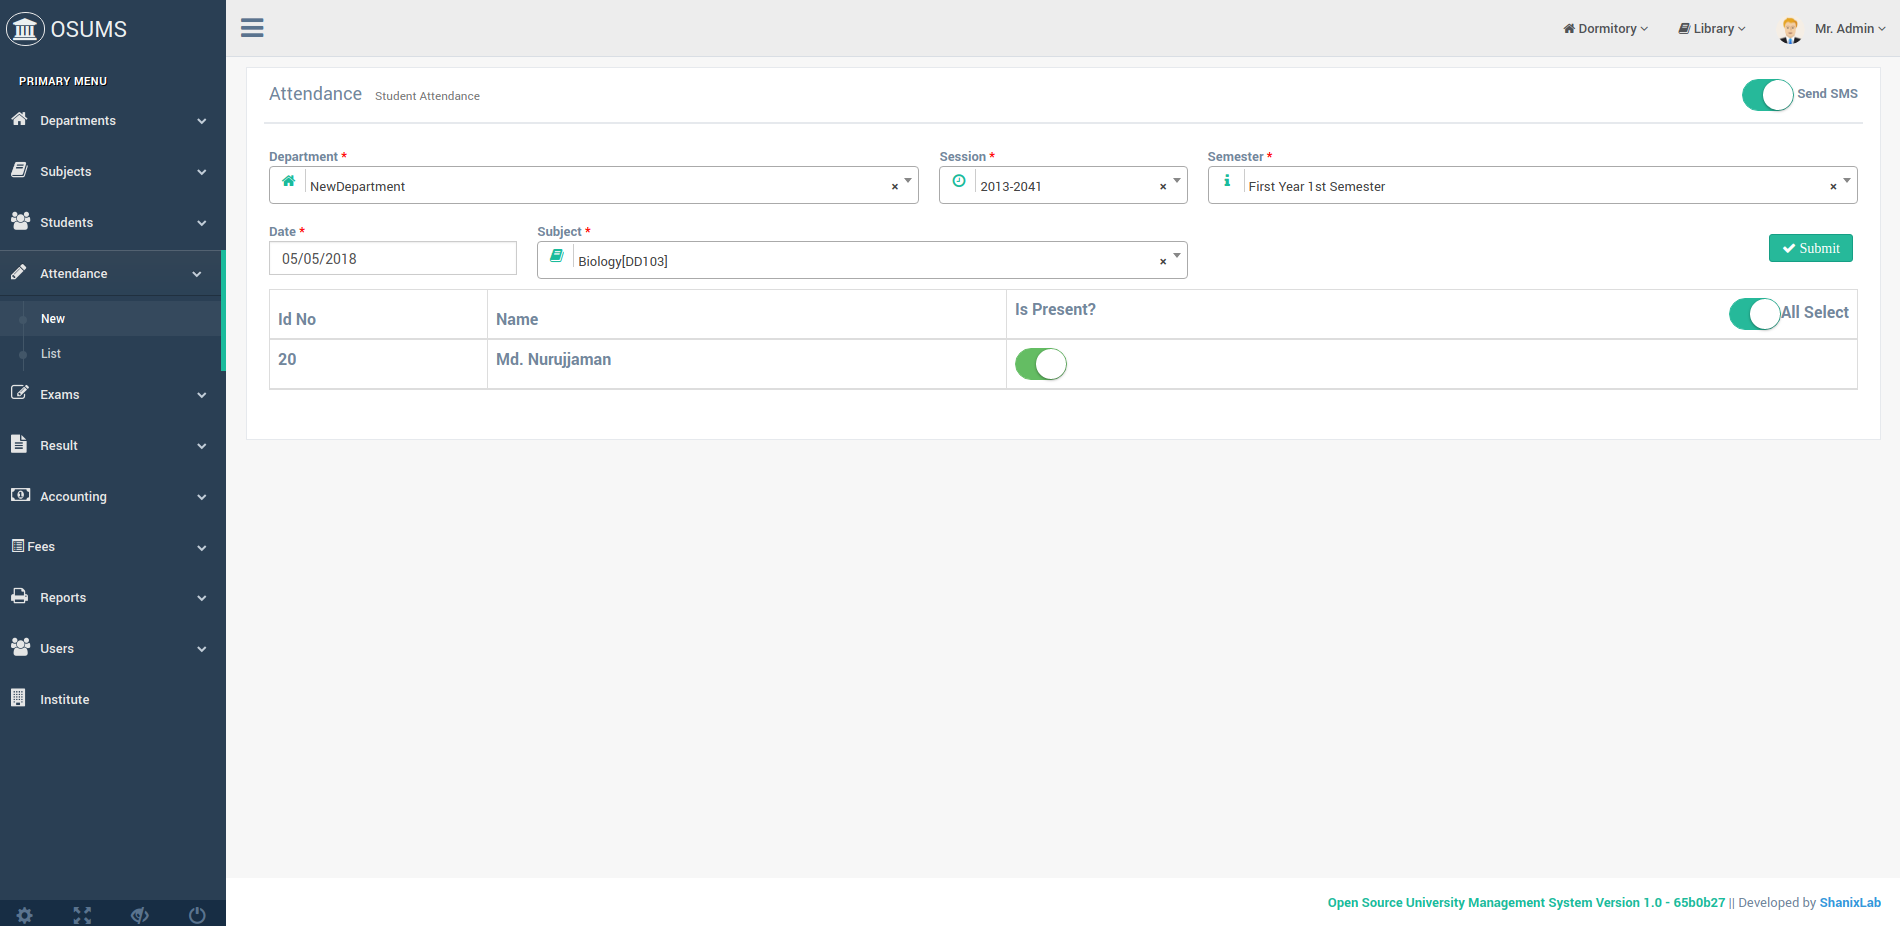 OSUMS
Dormitory
Library
Mr. Admin
PRIMARY MENU
Departments
Subjects
Students
Attendance
New
List
Exams
Result
Accounting
Fees
Reports
Users
Institute
Attendance Student Attendance
Send SMS
Department * Session * Semester *
NewDepartment × 2013-2041 × First Year 1st Semester ×
Date * Subject *
05/05/2018 Biology[DD103] × Submit
Id No Name Is Present? All Select
20 Md. Nurujjaman
Open Source University Management System Version 1.0 - 65b0b27 || Developed by ShanixLab